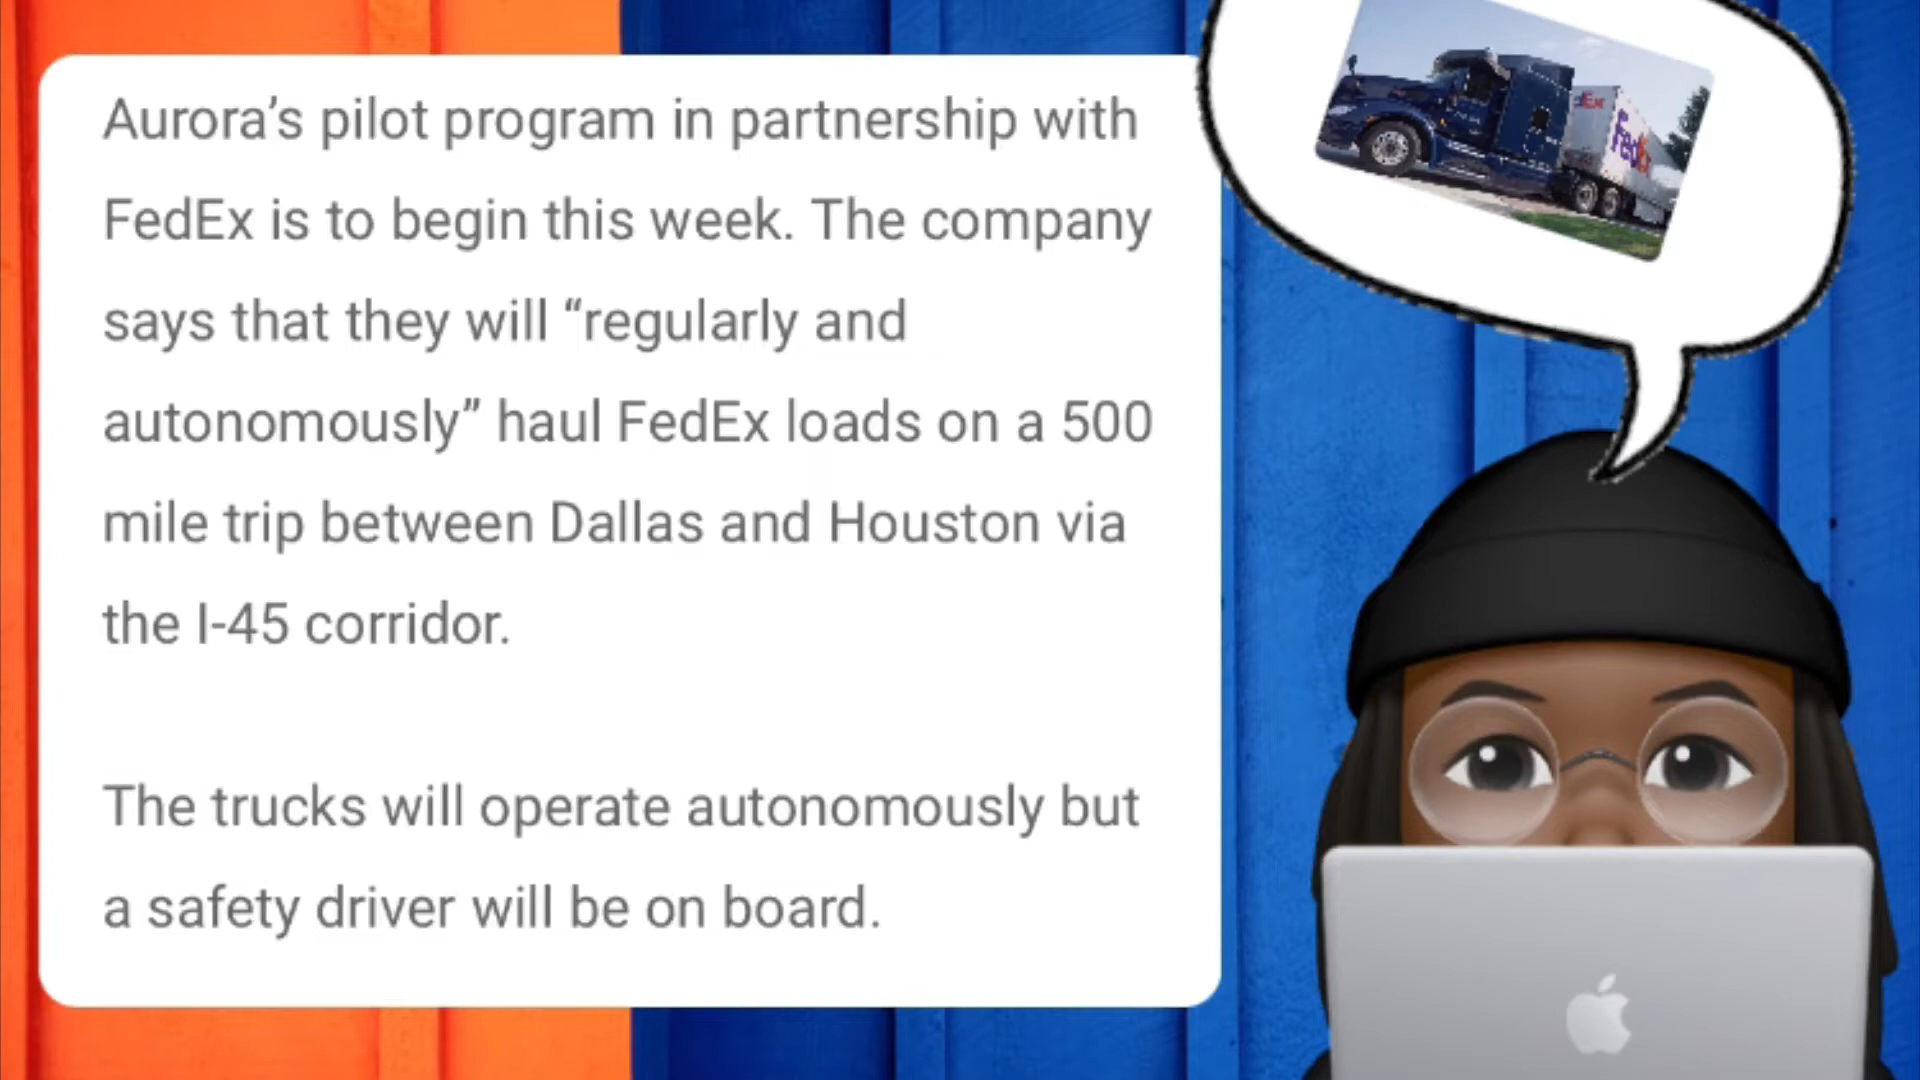 Aurora’s pilot program in partnership with
FedEx is to begin this week. The company
says that they will “regularly and
autonomously” haul FedEx loads on a 500
mile trip between Dallas and Houston via
the I-45 corridor.
The trucks will operate autonomously but
a safety driver will be on board.
FedEx